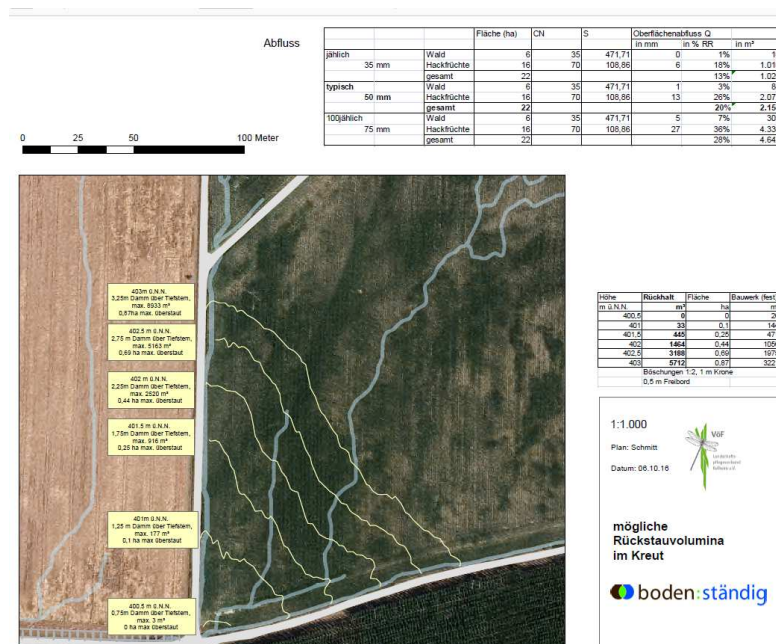 Abfluss
Fläche (ha) CN S Oberflächenabfluss Q
in mm in % RR in m³
jählich Wald 6 35 471,71 0 1%
35 mm Hackfrüchte 16 70 108,86 6 18%
gesamt 22 13%
typisch Wald 6 35 471,71 1 3%
50 mm Hackfrüchte 16 70 108,86 13 26%
gesamt 22 20%
100jählich Wald 6 35 471,71 5 7%
75 mm Hackfrüchte 16 70 108,86 27 36%
gesamt 22 28%
0 25 50 100 Meter
403m ü.N.N.
3,25m Damm über Tiefstem,
max. 8933 m³
0,87ha max. überstaut
402.5 m ü.N.N.
2,75 m Damm über Tiefstem,
max. 5163 m³
0,69 ha max. überstaut
402 m ü.N.N.
2,25m Damm über Tiefstem,
max. 2520 m³
0,44 ha max. überstaut
401.5 m ü.N.N.
1,75m Damm über Tiefstem,
max. 916 m³
0,25 ha max. überstaut
401m ü.N.N.
1,25 m Damm über Tiefstem,
max. 177 m³
0,1 ha max überstaut
400.5 m ü.N.N.
0,75m Damm über Tiefstem,
max. 3 m³
0 ha max. überstaut
Höhe Rückhalt Fläche Bauwerk (fest
m ü.N.N. m³ ha
400,5 0 0
401 33 0,1
401,5 445 0,25
402 1464 0,44
402,5 3188 0,69
403 5712 0,87
Böschungen 1:2, 1 m Krone
0,5 m Freibord
1:1.000
Plan: Schmitt
Datum: 06.10.16
VöF
mögliche
Rückstauvolumina
im Kreut
boden:ständig